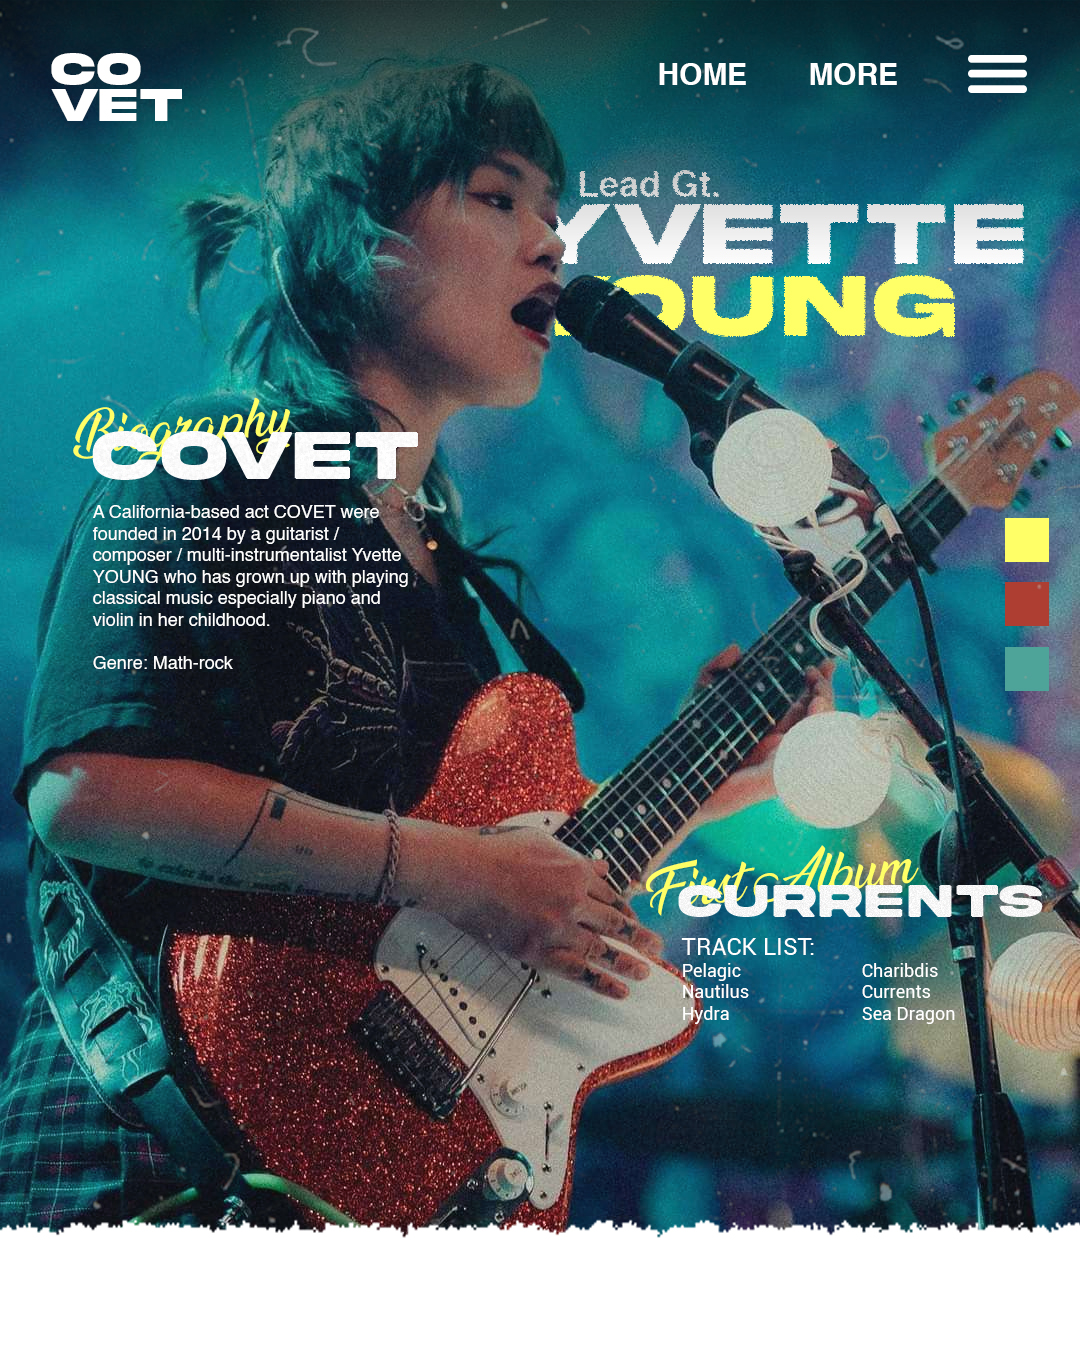 CO
VET
HOME
MORE
Lead Gt.
YVETTE
YOUNG
Biography
COVET
A California-based act COVET were
founded in 2014 by a guitarist /
composer / multi-instrumentalist Yvette
YOUNG who has grown up with playing
classical music especially piano and
violin in her childhood.
Genre: Math-rock
First Album
CURRENTS
TRACK LIST:
Pelagic
Nautilus
Hydra
Charibdis
Currents
Sea Dragon